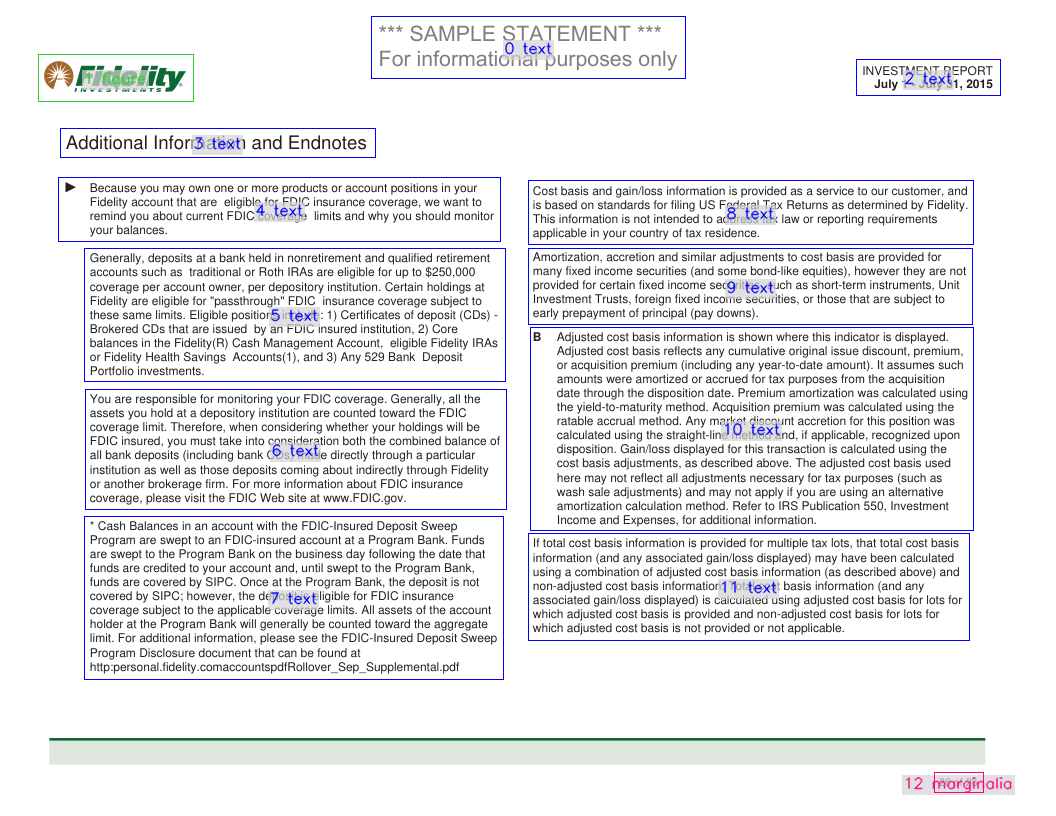 *** SAMPLE STATEMENT ***
For informational purposes only
Fidelity
INVESTMENTS
INVESTMENT REPORT
July 1, 2015
Additional Information and Endnotes
► Because you may own one or more products or account positions in your
Fidelity account that are eligible for FDIC insurance coverage, we want to
remind you about current FDIC coverage limits and why you should monitor
your balances.
Generally, deposits at a bank held in nonretirement and qualified retirement
accounts such as traditional or Roth IRAs are eligible for up to $250,000
coverage per account owner, per depository institution. Certain holdings at
Fidelity are eligible for "passthrough" FDIC insurance coverage subject to
these same limits. Eligible positions : 1) Certificates of deposit (CDs) -
Brokered CDs that are issued by an FDIC insured institution, 2) Core
balances in the Fidelity(R) Cash Management Account, eligible Fidelity IRAs
or Fidelity Health Savings Accounts(1), and 3) Any 529 Bank Deposit
Portfolio investments.
You are responsible for monitoring your FDIC coverage. Generally, all the
assets you hold at a depository institution are counted toward the FDIC
coverage limit. Therefore, when considering whether your holdings will be
FDIC insured, you must take into consideration both the combined balance of
all bank deposits (including bank CDs) made directly through a particular
institution as well as those deposits coming about indirectly through Fidelity
or another brokerage firm. For more information about FDIC insurance
coverage, please visit the FDIC Web site at www.FDIC.gov.
* Cash Balances in an account with the FDIC-Insured Deposit Sweep
Program are swept to an FDIC-insured account at a Program Bank. Funds
are swept to the Program Bank on the business day following the date that
funds are credited to your account and, until swept to the Program Bank,
funds are covered by SIPC. Once at the Program Bank, the deposit is not
covered by SIPC; however, the deposit is eligible for FDIC insurance
coverage subject to the applicable coverage limits. All assets of the account
holder at the Program Bank will generally be counted toward the aggregate
limit. For additional information, please see the FDIC-Insured Deposit Sweep
Program Disclosure document that can be found at
http:personal.fidelity.comaccountspdfRollover_Sep_Supplemental.pdf
Cost basis and gain/loss information is provided as a service to our customer, and
is based on standards for filing US Federal Tax Returns as determined by Fidelity.
This information is not intended to address tax law or reporting requirements
applicable in your country of tax residence.
Amortization, accretion and similar adjustments to cost basis are provided for
many fixed income securities (and some bond-like equities), however they are not
provided for certain fixed income securities such as short-term instruments, Unit
Investment Trusts, foreign fixed income securities, or those that are subject to
early prepayment of principal (pay downs).
B Adjusted cost basis information is shown where this indicator is displayed.
Adjusted cost basis reflects any cumulative original issue discount, premium,
or acquisition premium (including any year-to-date amount). It assumes such
amounts were amortized or accrued for tax purposes from the acquisition
date through the disposition date. Premium amortization was calculated using
the yield-to-maturity method. Acquisition premium was calculated using the
ratable accrual method. Any market discount accretion for this position was
calculated using the straight-line method and, if applicable, recognized upon
disposition. Gain/loss displayed for this transaction is calculated using the
cost basis adjustments, as described above. The adjusted cost basis used
here may not reflect all adjustments necessary for tax purposes (such as
wash sale adjustments) and may not apply if you are using an alternative
amortization calculation method. Refer to IRS Publication 550, Investment
Income and Expenses, for additional information.
If total cost basis information is provided for multiple tax lots, that total cost basis
information (and any associated gain/loss displayed) may have been calculated
using a combination of adjusted cost basis information (as described above) and
non-adjusted cost basis information. Total cost basis information (and any
associated gain/loss displayed) is calculated using adjusted cost basis for lots for
which adjusted cost basis is provided and non-adjusted cost basis for lots for
which adjusted cost basis is not provided or not applicable.
0 text
1 figure
2 text
3 text
4 text
5 text
6 text
7 text
8 text
9 text
10 text
11 text
12 marginalia